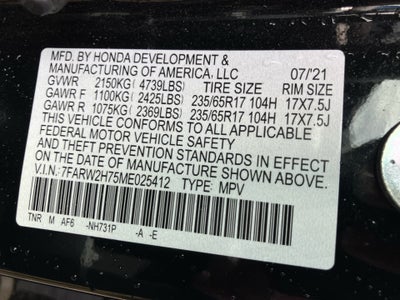 MFD. BY HONDA DEVELOPMENT &
MANUFACTURING OF AMERICA, LLC 07/'21
GVWR 2150KG( 4739LBS) TIRE SIZE RIM SIZE
GAWR F 1100KG( 2425LBS) 235/65R17 104H 17X7.5J
GAWR R 1075KG( 2369LBS) 235/65R17 104H 17X7.5J
THIS VEHICLE CONFORMS TO ALL APPLICABLE
FEDERAL MOTOR VEHICLE SAFETY
AND THEFT PREVENTION STANDARDS IN EFFECT
ON THE DATE OF MANUFACTURE SHOWN ABOVE.
V.I.N.: 7FARW2H75ME025412 TYPE: MPV
TNR M AF6 -NH731P -A -E